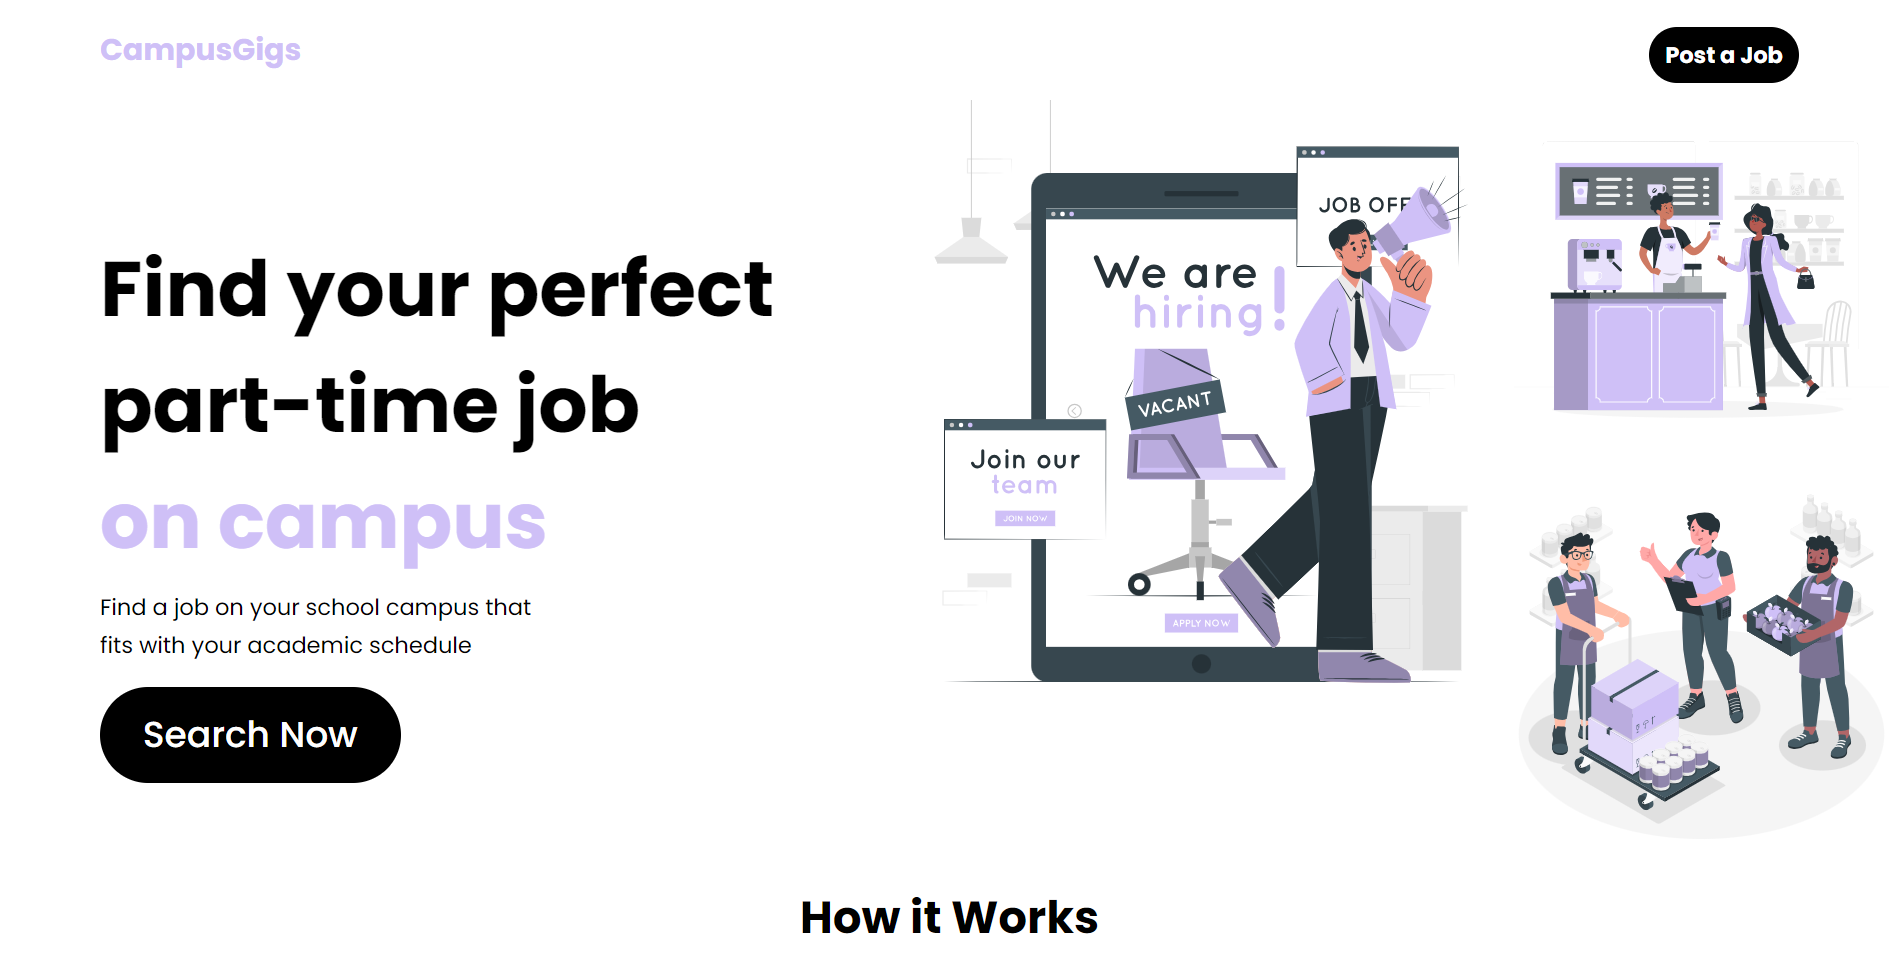 CampusGigs
Post a Job
Find your perfect
part-time job
on campus
Find a job on your school campus that
fits with your academic schedule
Search Now
JOB OFF
We are
hiring!
VACANT
Join our
team
JOIN NOW
APPLY NOW
How it Works